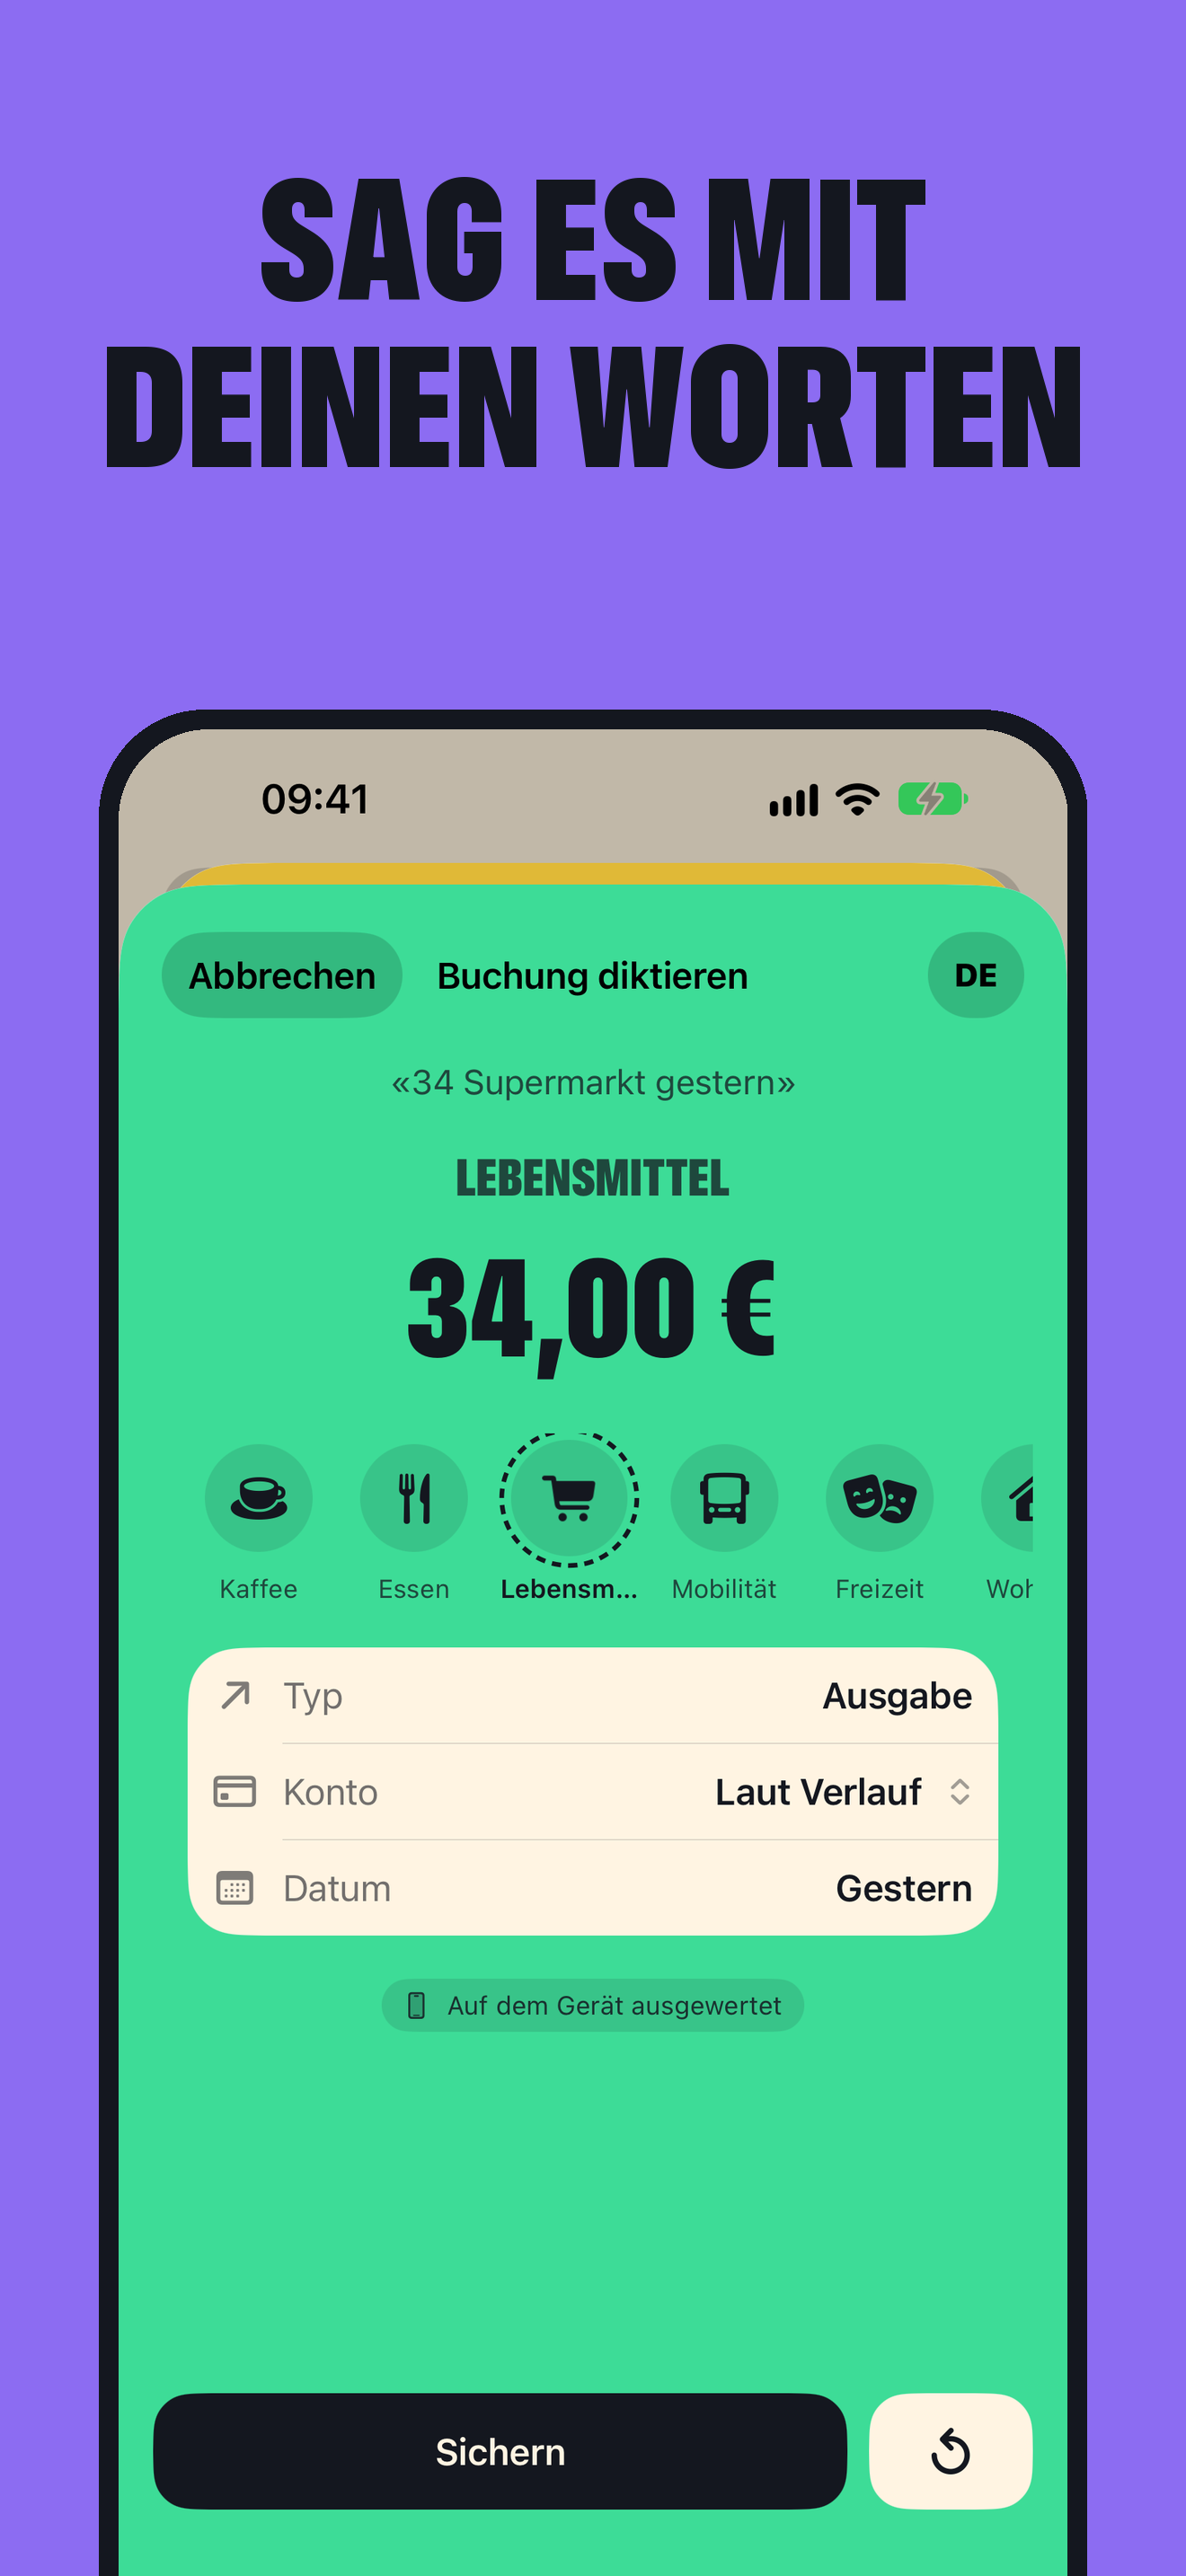 SAG ES MIT
DEINEN WORTEN
09:41
Abbrechen Buchung diktieren DE
«34 Supermarkt gestern»
LEBENSMITTEL
34,00 €
Kaffee Essen Lebensm... Mobilität Freizeit Woh
Typ Ausgabe
Konto Laut Verlauf
Datum Gestern
Auf dem Gerät ausgewertet
Sichern